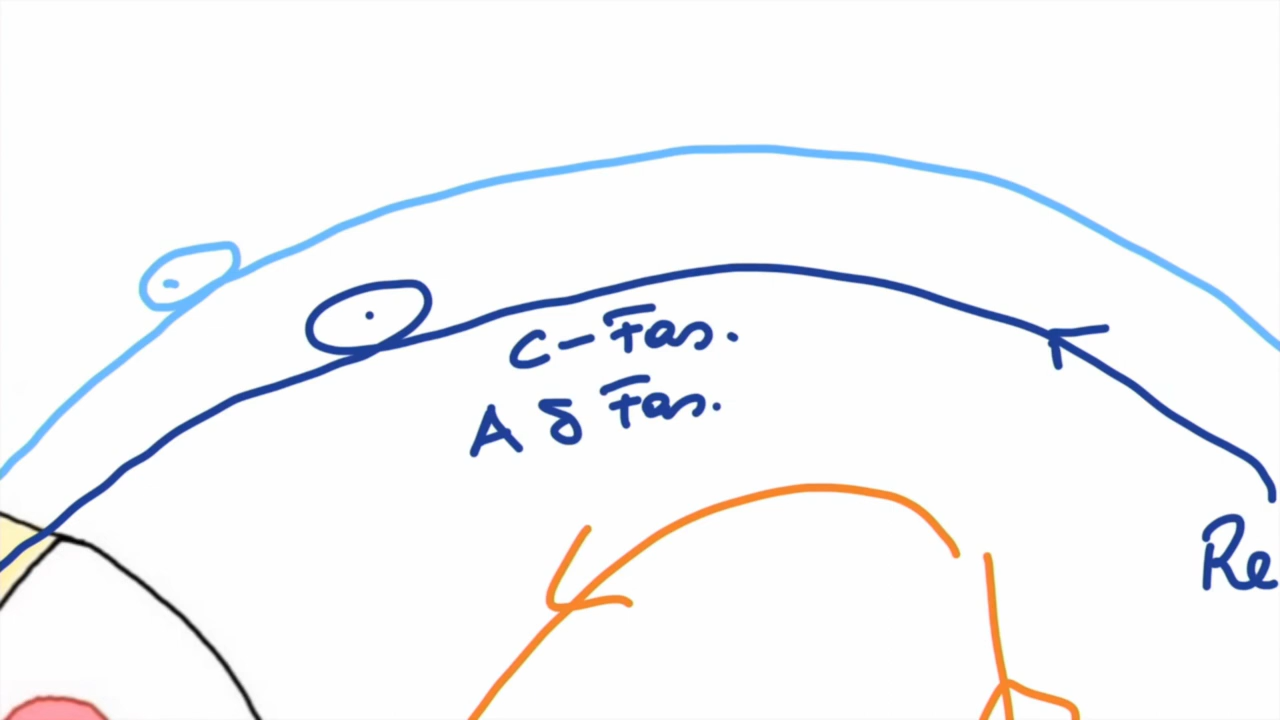 C-Fas.
A δ Fas.
Re